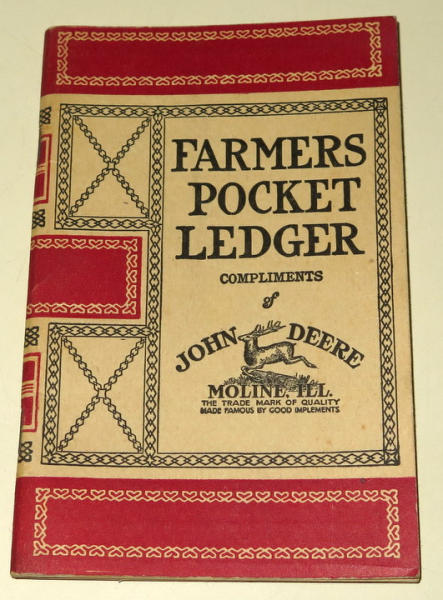 FARMERS
POCKET
LEDGER
COMPLIMENTS
of
JOHN DEERE
MOLINE, ILL.
THE TRADE MARK OF QUALITY
MADE FAMOUS BY GOOD IMPLEMENTS